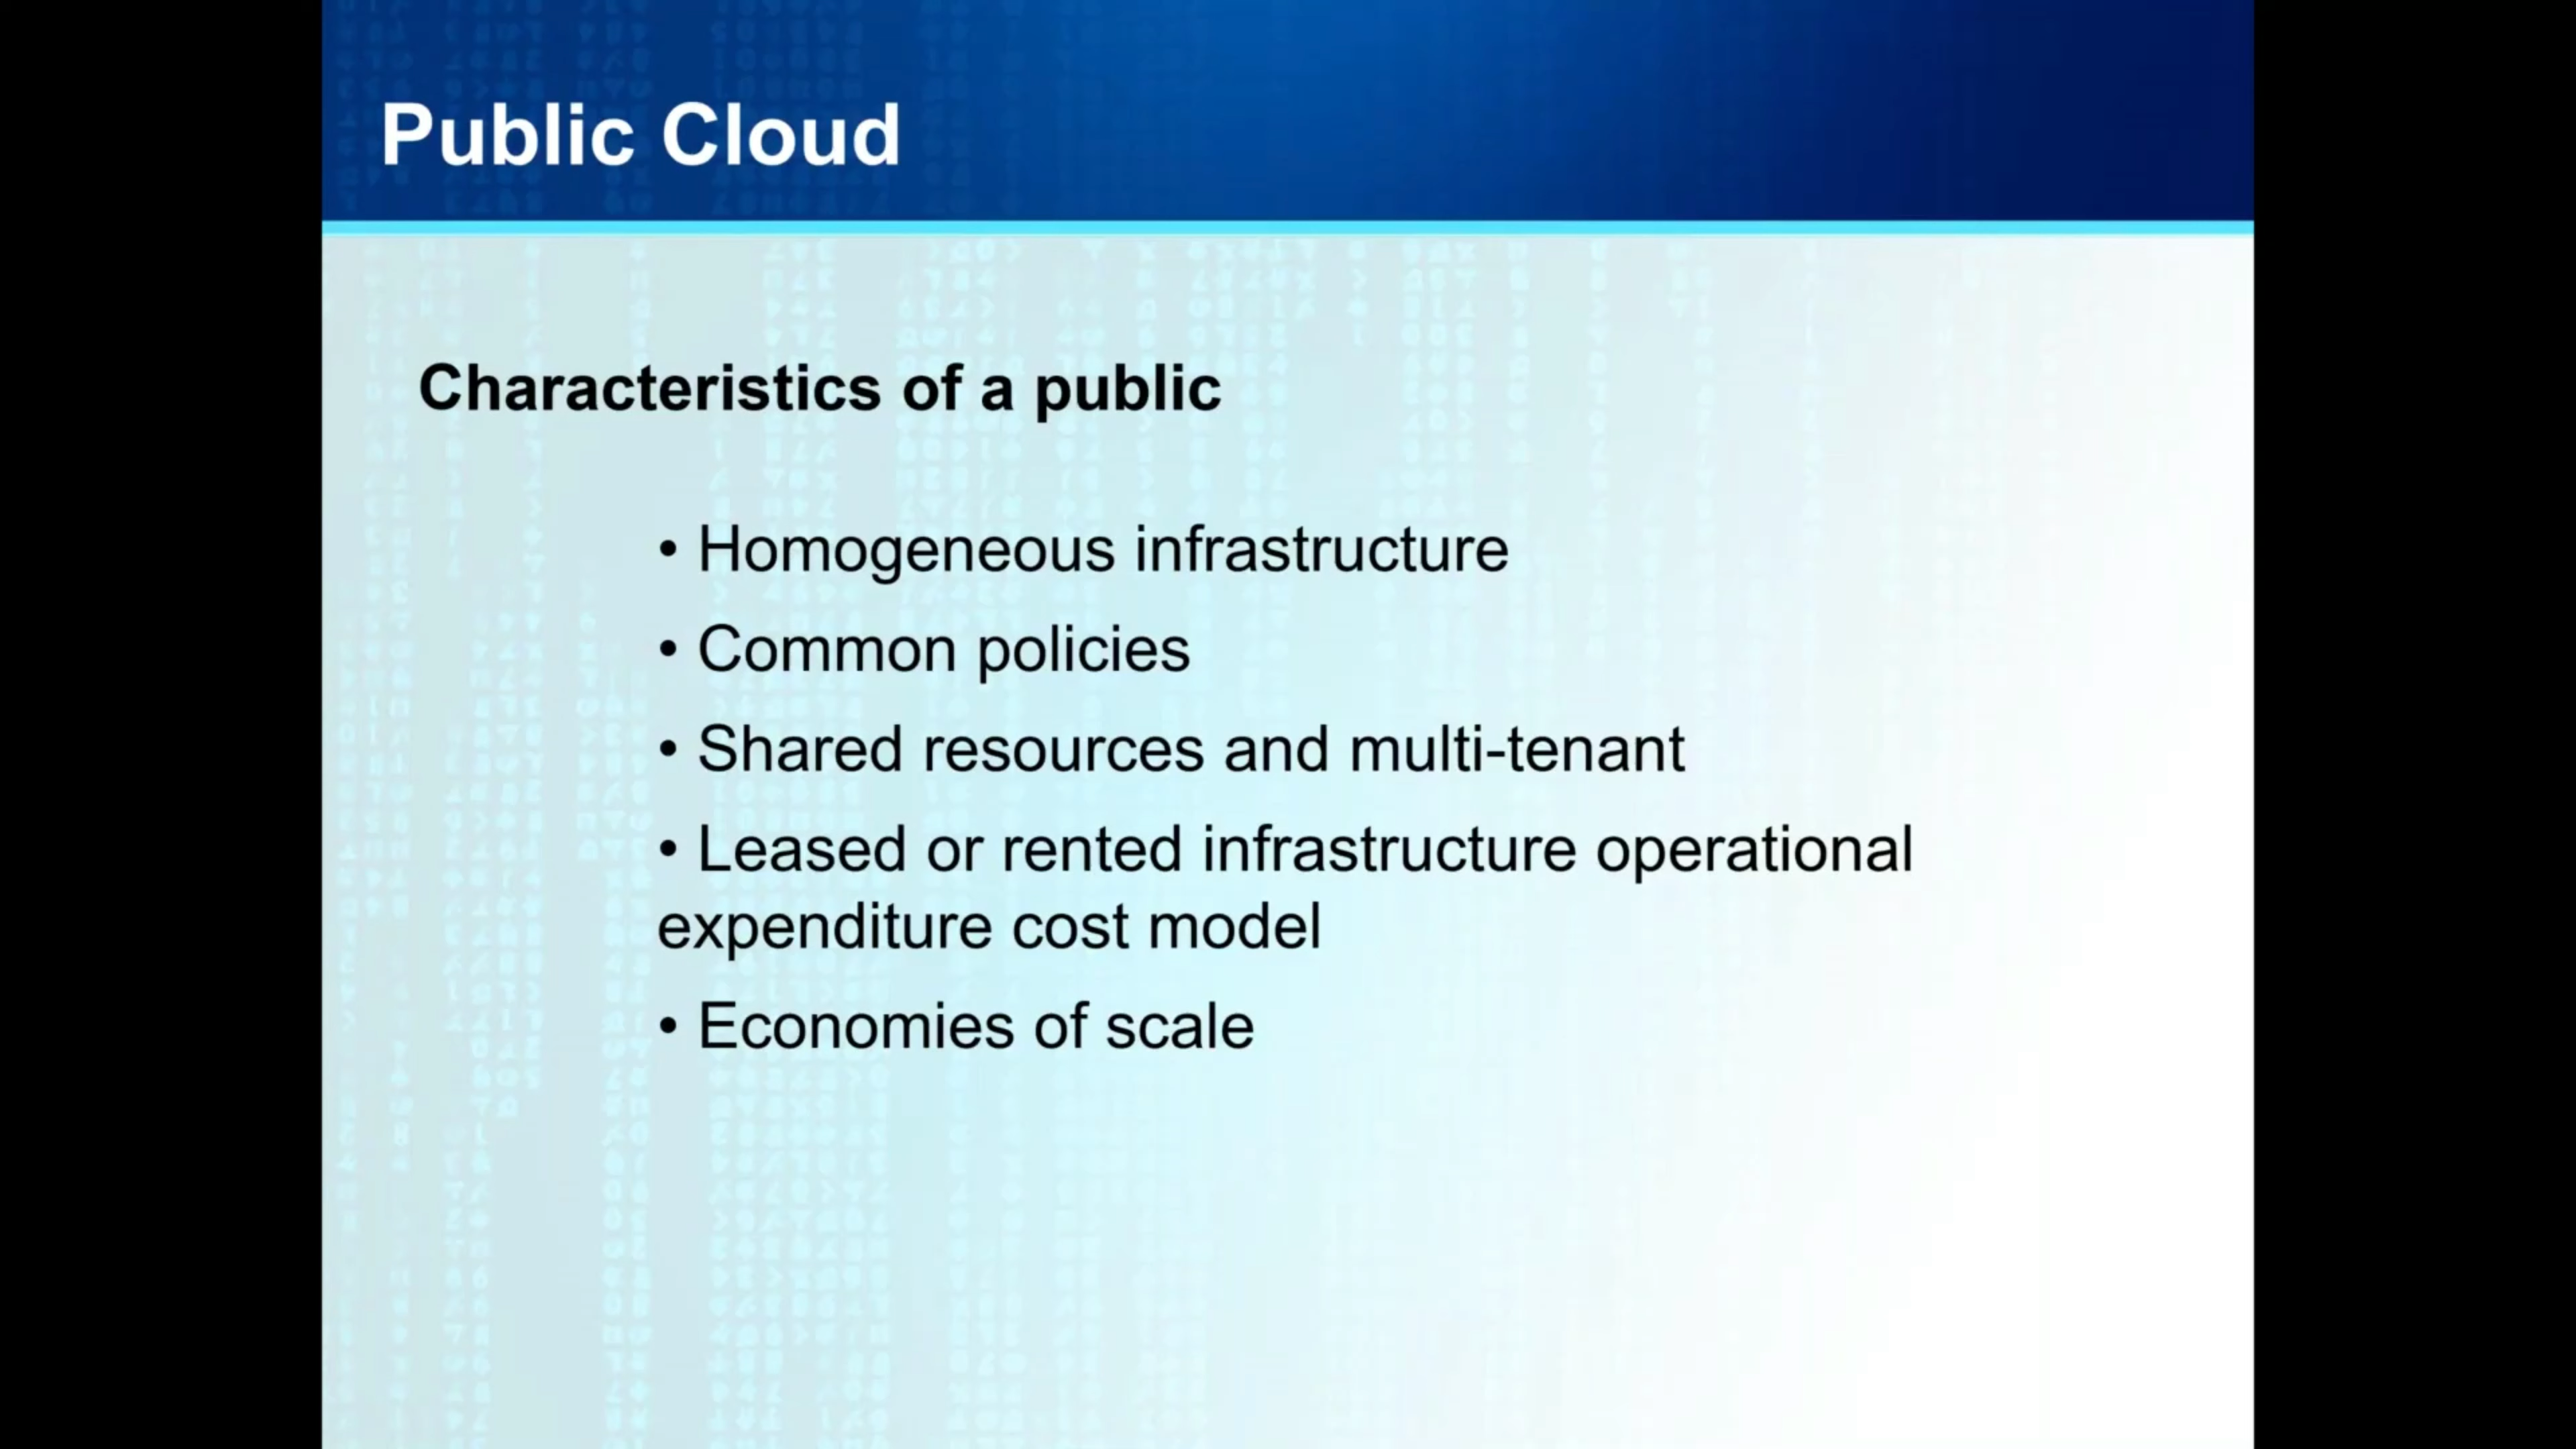 Public Cloud
Characteristics of a public
• Homogeneous infrastructure
• Common policies
• Shared resources and multi-tenant
• Leased or rented infrastructure operational
expenditure cost model
• Economies of scale